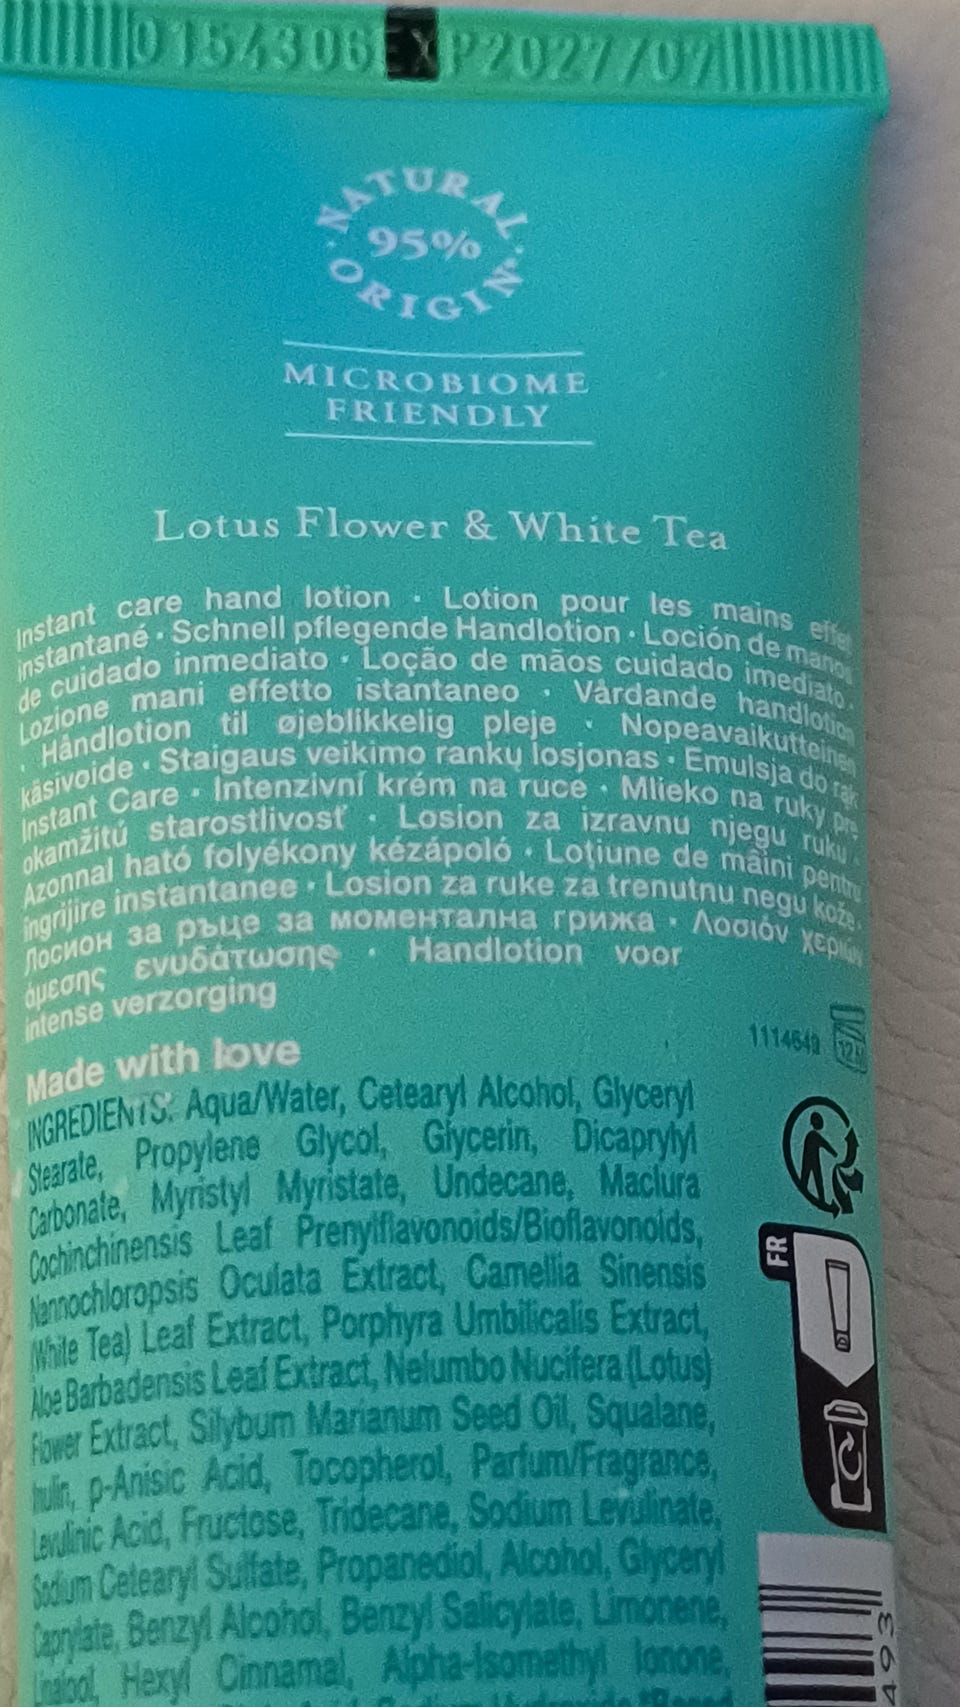 0154306 EXP2027/07
NATURAL
95%
ORIGIN*
MICROBIOME
FRIENDLY
Lotus Flower & White Tea
Instant care hand lotion · Lotion pour les mains effet
instantané · Schnell pflegende Handlotion · Loción de manos
de cuidado inmediato · Loção de mãos cuidado imediato ·
Lozione mani effetto istantaneo · Vårdande handlotion
· Håndlotion til øjeblikkelig pleje · Nopeavaikutteinen
käsivoide · Staigaus veikimo rankų losjonas · Emulsja do rąk
Instant Care · Intenzivní krém na ruce · Mlieko na ruky pre
okamžitú starostlivosť · Losion za izravnu njegu ruku ·
Azonnal ható folyékony kézápoló · Loțiune de mâini pentru
îngrijire instantanee · Losion za ruke za trenutnu negu kože ·
Лосион за ръце за моментална грижа · Λοσιόν χεριών
άμεσης ενυδάτωσης · Handlotion voor
intense verzorging
Made with love
1114649 12M
INGREDIENTS: Aqua/Water, Cetearyl Alcohol, Glyceryl
Stearate, Propylene Glycol, Glycerin, Dicaprylyl
Carbonate, Myristyl Myristate, Undecane, Maclura
Cochinchinensis Leaf Prenylflavonoids/Bioflavonoids,
Nannochloropsis Oculata Extract, Camellia Sinensis
(White Tea) Leaf Extract, Porphyra Umbilicalis Extract,
Aloe Barbadensis Leaf Extract, Nelumbo Nucifera (Lotus)
Flower Extract, Silybum Marianum Seed Oil, Squalane,
Inulin, p-Anisic Acid, Tocopherol, Parfum/Fragrance,
Levulinic Acid, Fructose, Tridecane, Sodium Levulinate,
Sodium Cetearyl Sulfate, Propanediol, Alcohol, Glyceryl
Caprylate, Benzyl Alcohol, Benzyl Salicylate, Limonene,
Linalool, Hexyl Cinnamal, Alpha-Isomethyl Ionone,
FR
493